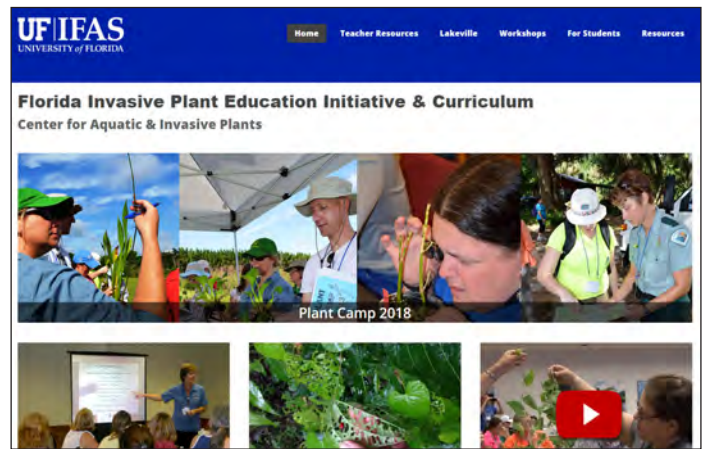 UF|IFAS
UNIVERSITY of FLORIDA
Home Teacher Resources Lakeville Workshops For Students Resources
Florida Invasive Plant Education Initiative & Curriculum
Center for Aquatic & Invasive Plants
Plant Camp 2018